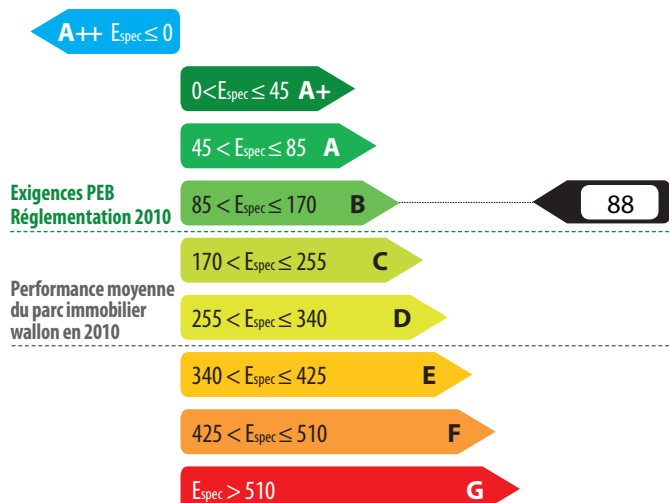 A++ Espec ≤ 0
0<Espec ≤ 45 A+
45 < Espec ≤ 85 A
Exigences PEB
Réglementation 2010
85 < Espec ≤ 170 B
88
170 < Espec ≤ 255 C
Performance moyenne
du parc immobilier
wallon en 2010
255 < Espec ≤ 340 D
340 < Espec ≤ 425 E
425 < Espec ≤ 510 F
Espec > 510 G